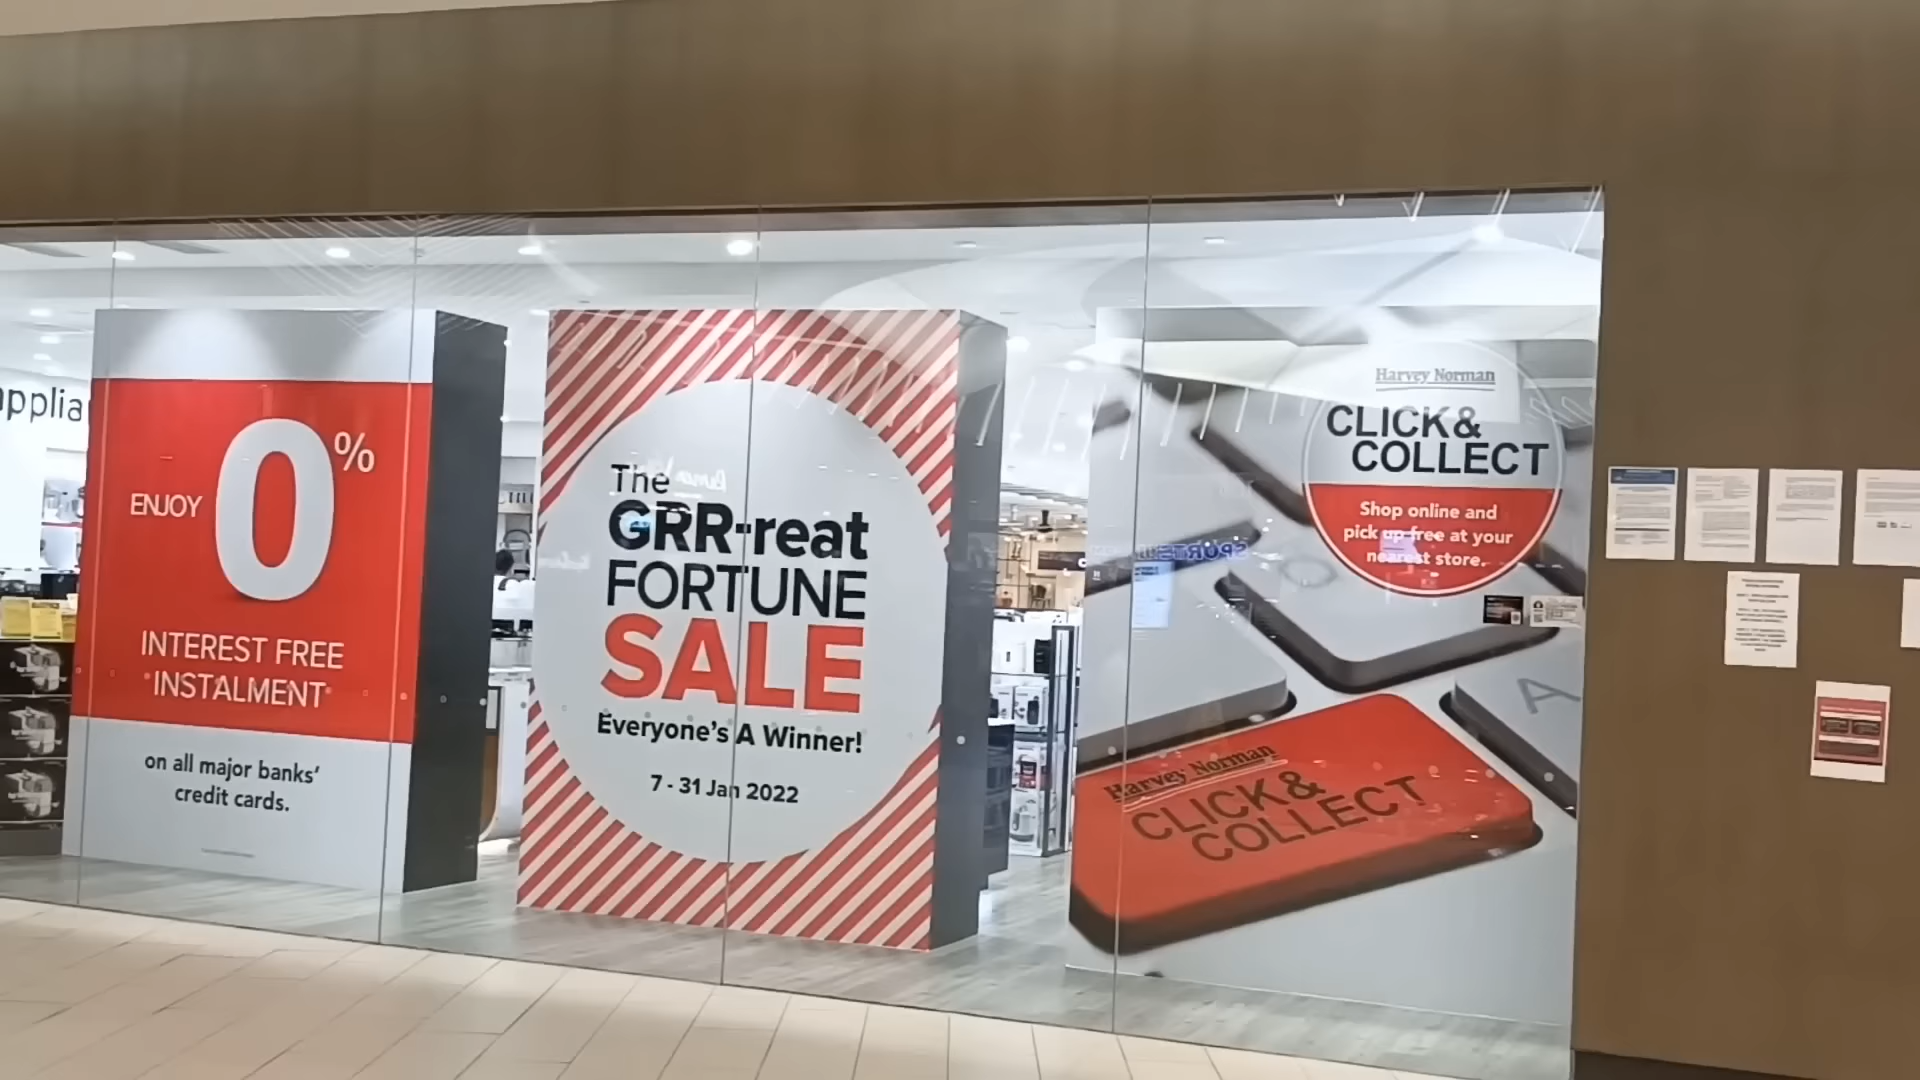 ENJOY 0%
INTEREST FREE
INSTALMENT
on all major banks'
credit cards.
The
GRR-reat
FORTUNE
SALE
Everyone's A Winner!
7 - 31 Jan 2022
Harvey Norman
CLICK&
COLLECT
Shop online and
pick up free at your
nearest store.
SPORTS
A
Harvey Norman
CLICK&
COLLECT